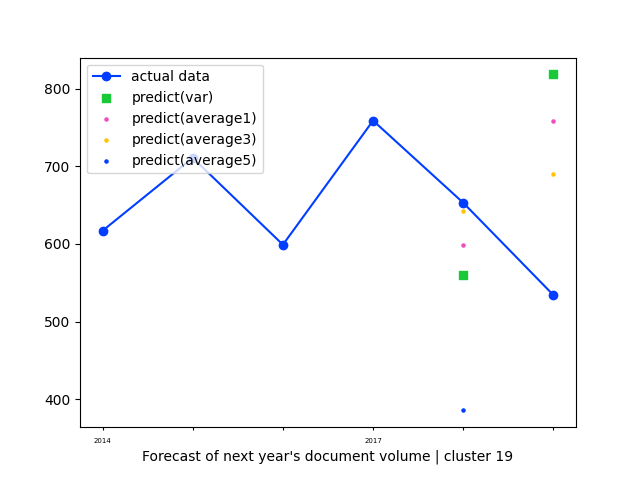 actual data
predict(var)
predict(average1)
predict(average3)
predict(average5)
800
700
600
500
400
2014
2017
Forecast of next year's document volume | cluster 19